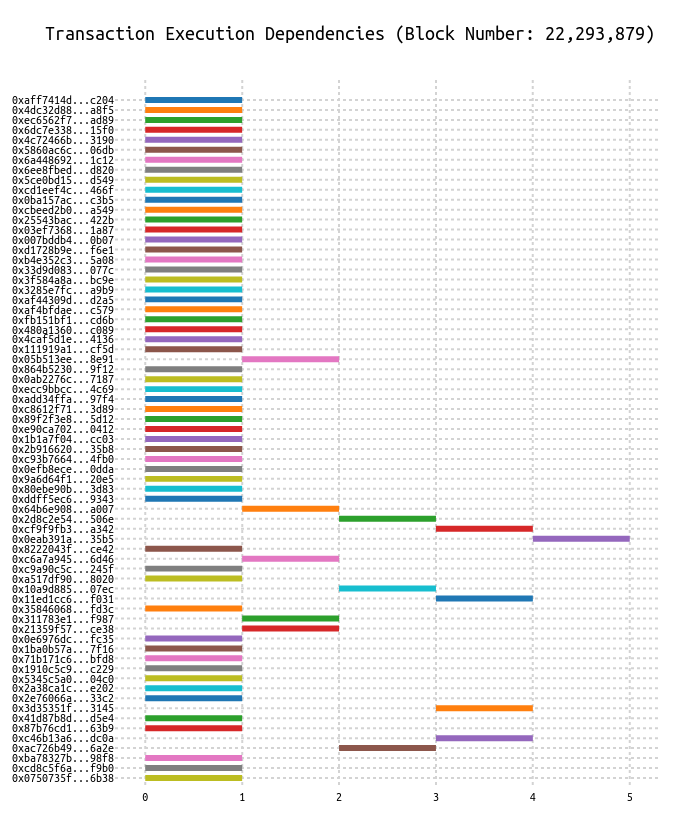 Transaction Execution Dependencies (Block Number: 22,293,879)
0xaff7414d...c204
0x4dc32d88...a8f5
0xec6562f7...ad89
0x6dc7e338...15f0
0x4c72466b...3190
0x5860ac6c...06db
0x6a448692...1c12
0x6ee8fbed...d820
0x5ce0bd15...d549
0xcd1eef4c...466f
0x0ba157ac...c3b5
0xcbeed2b0...a549
0x25543bac...422b
0x03ef7368...1a87
0x007bddb4...0b07
0xd1728b9e...f6e1
0xb4e352c3...5a08
0x33d9d083...077c
0x3f584a8a...bc9e
0x3285e7fc...a9b9
0xaf44309d...d2a5
0xaf4bfdae...c579
0xfb151bf1...cd6b
0x480a1360...c089
0x4caf5d1e...4136
0x111919a1...cf5d
0x05b513ee...8e91
0x864b5230...9f12
0x0ab2276c...7187
0xecc9bbcc...4c69
0xadd34ffa...97f4
0xc8612f71...3d89
0x89f2f3e8...5d12
0xe90ca702...0412
0x1b1a7f04...cc03
0x2b916620...35b8
0xc93b7664...4fb0
0x0efb8ece...0dda
0x9a6d64f1...20e5
0x80ebe90b...3d83
0xddff5ec6...9343
0x64b6e908...a007
0x2d8c2e54...506e
0xcf9f9fb3...a342
0x0eab391a...35b5
0x8222043f...ce42
0xc6a7a945...6d46
0xc9a90c5c...245f
0xa517df90...8020
0x10a9d885...07ec
0x11ed1cc6...f031
0x35846068...fd3c
0x311783e1...f987
0x21359f57...ce38
0x0e6976dc...fc35
0x1ba0b57a...7f16
0x71b171c6...bfd8
0x1910c5c9...c229
0x5345c5a0...04c0
0x2a38ca1c...e202
0x2e76066a...33c2
0x3d35351f...3145
0x41d87b8d...d5e4
0x87b76cd1...63b9
0xc46b13a6...dc0a
0xac726b49...6a2e
0xba78327b...98f8
0xcd8c5f6a...f9b0
0x0750735f...6b38
0 1 2 3 4 5